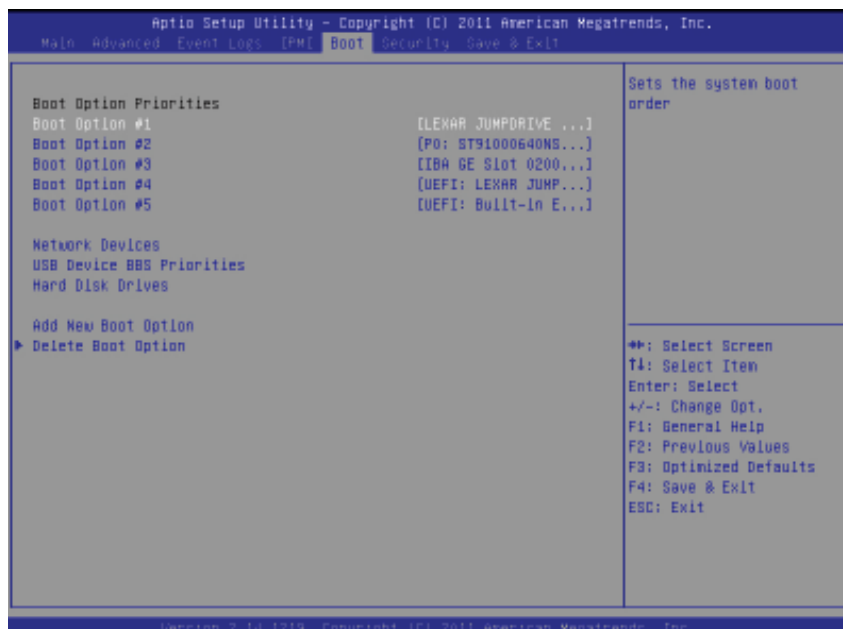 Aptio Setup Utility – Copyright (C) 2011 American Megatrends, Inc.
Main Advanced Event Logs IPMI Boot Security Save & Exit
Boot Option Priorities
Boot Option #1 [LEXAR JUMPDRIVE ...]
Boot Option #2 [P0: ST91000640NS...]
Boot Option #3 [IBA GE Slot 0200...]
Boot Option #4 [UEFI: LEXAR JUMP...]
Boot Option #5 [UEFI: Built-in E...]
Network Devices
USB Device BBS Priorities
Hard Disk Drives
Add New Boot Option
Delete Boot Option
Sets the system boot
order
→←: Select Screen
↑↓: Select Item
Enter: Select
+/-: Change Opt.
F1: General Help
F2: Previous Values
F3: Optimized Defaults
F4: Save & Exit
ESC: Exit
Version 2.14.1219. Copyright (C) 2011 American Megatrends, Inc.